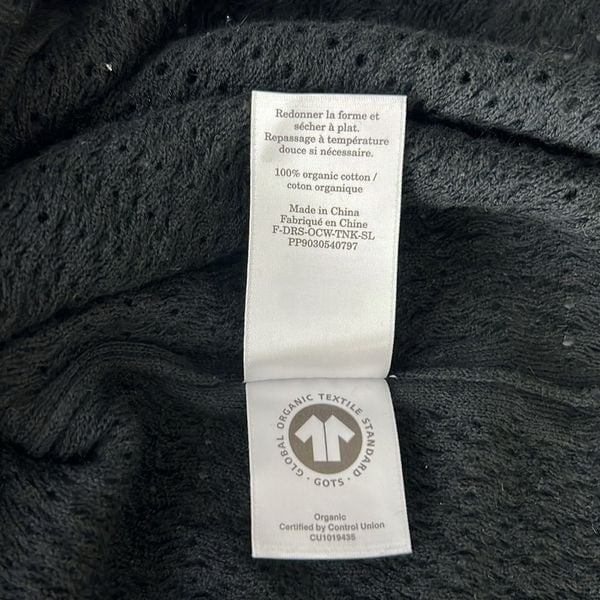 Redonner la forme et
sécher à plat.
Repassage à température
douce si nécessaire.
100% organic cotton /
coton organique
Made in China
Fabriqué en Chine
F-DRS-OCW-TNK-SL
PP9030540797
GLOBAL ORGANIC TEXTILE STANDARD
· GOTS ·
Organic
Certified by Control Union
CU1019435